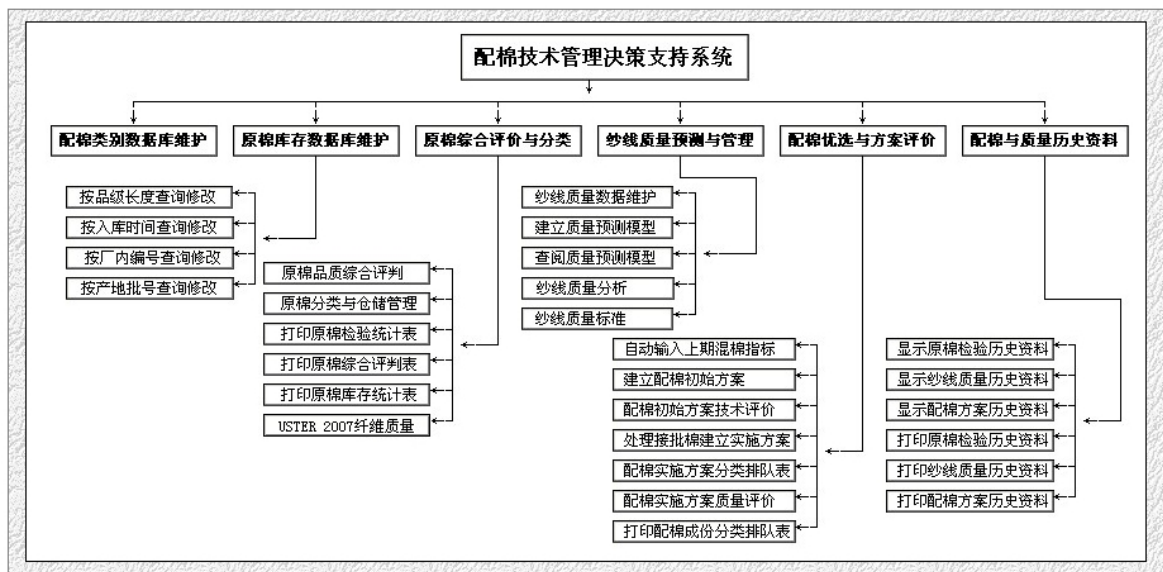 配棉技术管理决策支持系统
配棉类别数据库维护
原棉库存数据库维护
原棉综合评价与分类
纱线质量预测与管理
配棉优选与方案评价
配棉与质量历史资料
按品级长度查询修改
按入库时间查询修改
按厂内编号查询修改
按产地批号查询修改
原棉品质综合评判
原棉分类与仓储管理
打印原棉检验统计表
打印原棉综合评判表
打印原棉库存统计表
USTER 2007纤维质量
纱线质量数据维护
建立质量预测模型
查阅质量预测模型
纱线质量分析
纱线质量标准
自动输入上期混棉指标
建立配棉初始方案
配棉初始方案技术评价
处理接批棉建立实施方案
配棉实施方案分类排队表
配棉实施方案质量评价
打印配棉成份分类排队表
显示原棉检验历史资料
显示纱线质量历史资料
显示配棉方案历史资料
打印原棉检验历史资料
打印纱线质量历史资料
打印配棉方案历史资料